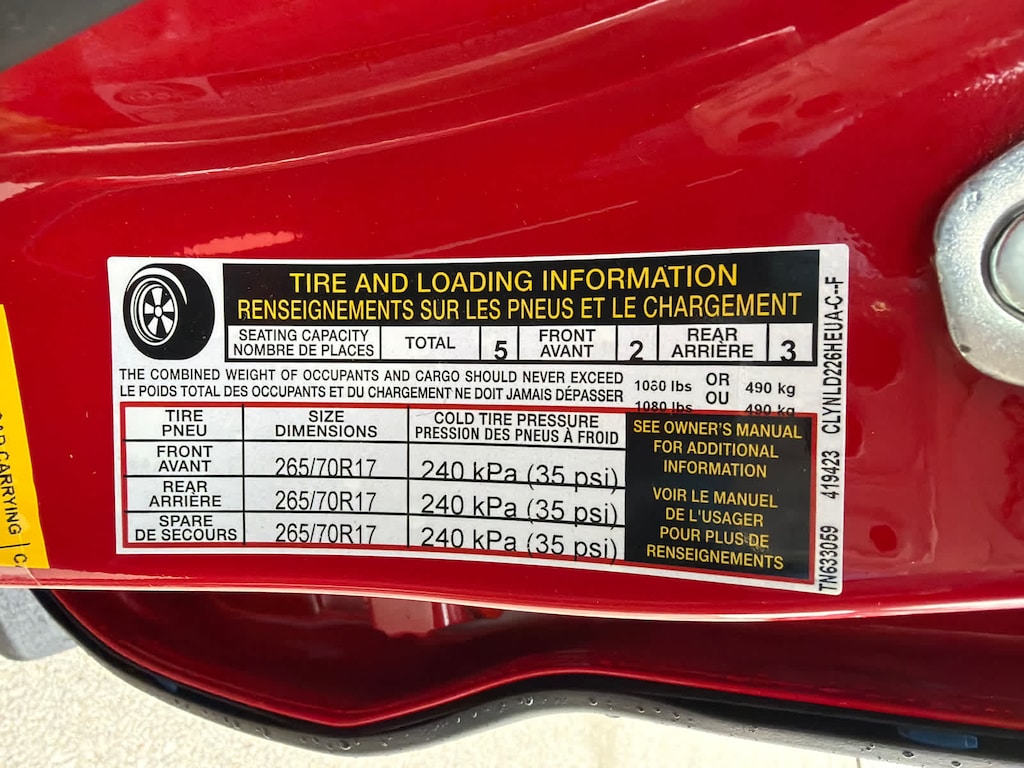 TIRE AND LOADING INFORMATION
RENSEIGNEMENTS SUR LES PNEUS ET LE CHARGEMENT
SEATING CAPACITY
NOMBRE DE PLACES
TOTAL 5
FRONT
AVANT
2
REAR
ARRIÈRE
3
THE COMBINED WEIGHT OF OCCUPANTS AND CARGO SHOULD NEVER EXCEED 1080 lbs OR 490 kg
LE POIDS TOTAL DES OCCUPANTS ET DU CHARGEMENT NE DOIT JAMAIS DÉPASSER 1080 lbs OU 490 kg
TIRE
PNEU
SIZE
DIMENSIONS
COLD TIRE PRESSURE
PRESSION DES PNEUS À FROID
FRONT
AVANT
265/70R17
240 kPa (35 psi)
REAR
ARRIÈRE
265/70R17
240 kPa (35 psi)
SPARE
DE SECOURS
265/70R17
240 kPa (35 psi)
SEE OWNER'S MANUAL
FOR ADDITIONAL
INFORMATION
VOIR LE MANUEL
DE L'USAGER
POUR PLUS DE
RENSEIGNEMENTS
TN633059 419423 CLYNLD226HEUA-C--F
CARRYING